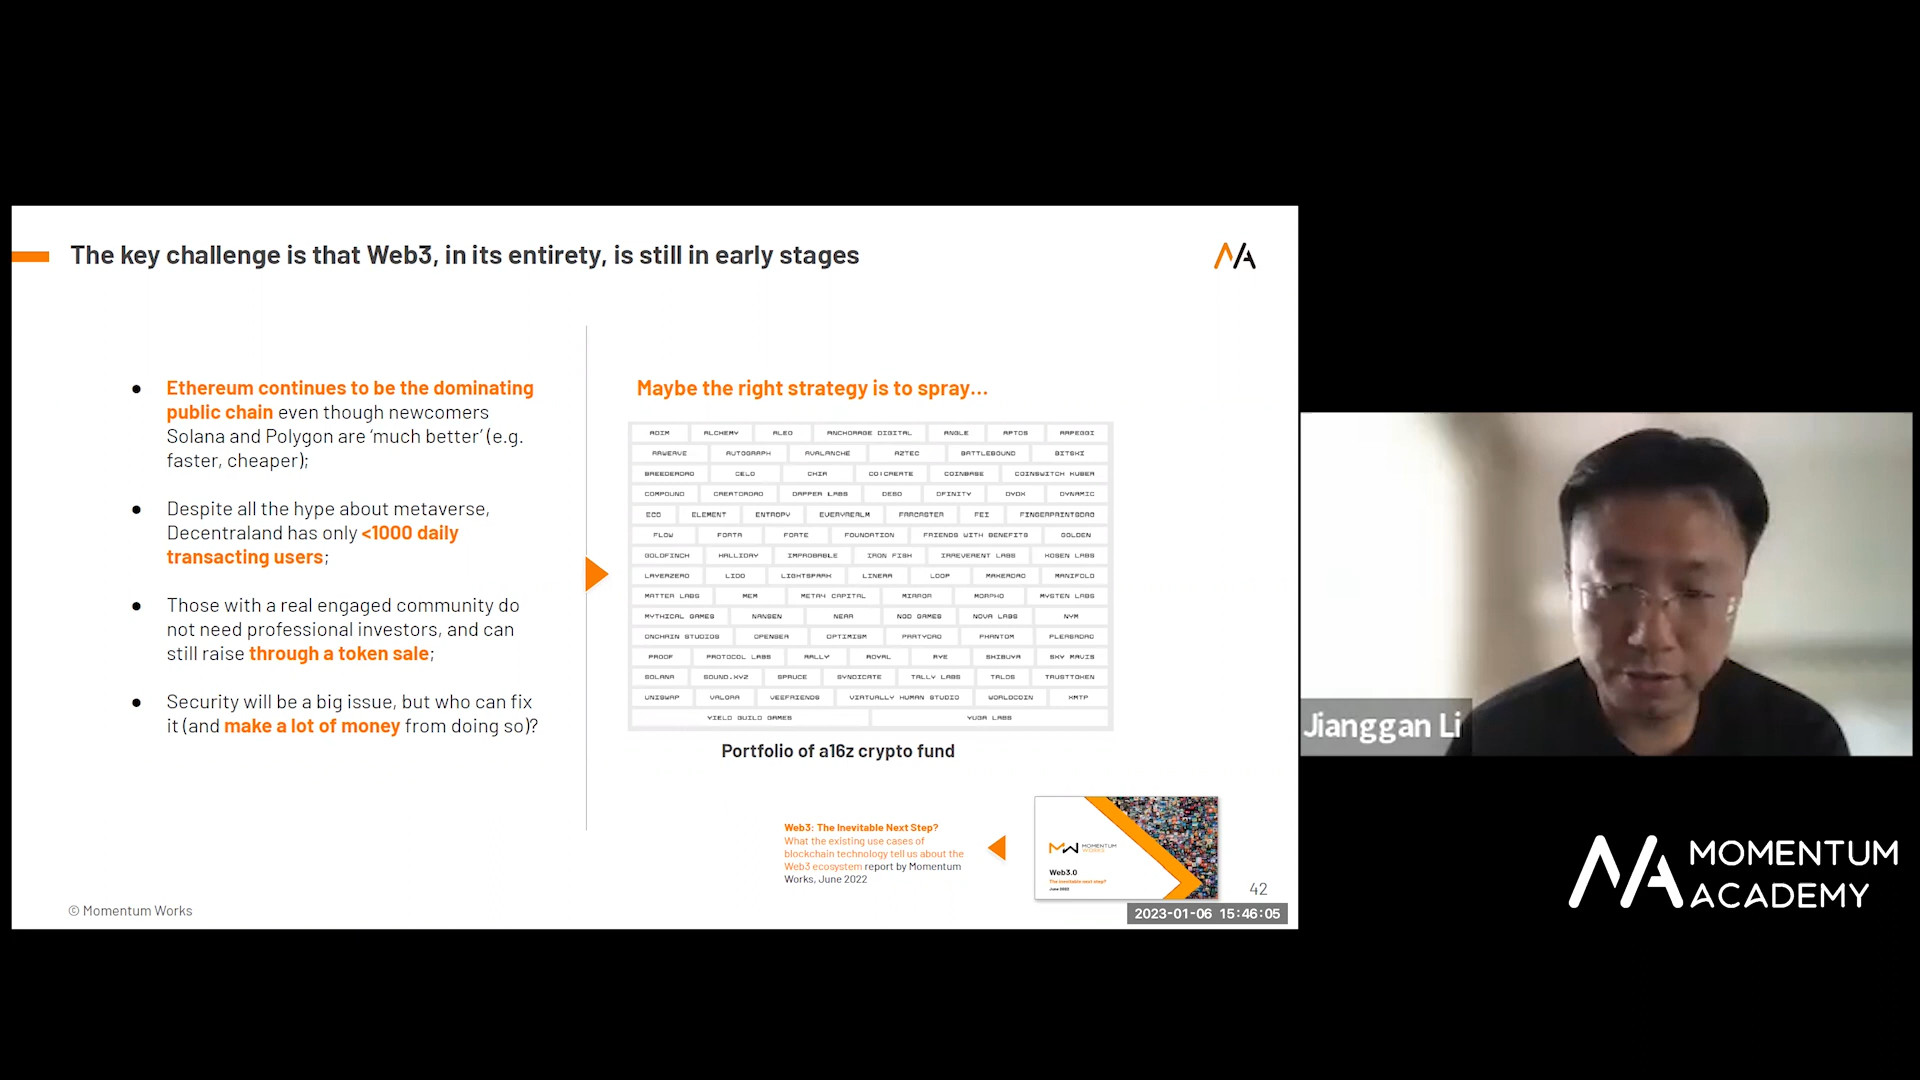 The key challenge is that Web3, in its entirety, is still in early stages
Ethereum continues to be the dominating
public chain even though newcomers
Solana and Polygon are ‘much better’ (e.g.
faster, cheaper);
Despite all the hype about metaverse,
Decentraland has only <1000 daily
transacting users;
Those with a real engaged community do
not need professional investors, and can
still raise through a token sale;
Security will be a big issue, but who can fix
it (and make a lot of money from doing so)?
Maybe the right strategy is to spray...
ADIM ALCHEMY ALEO ANCHORAGE DIGITAL ANGLE APTOS ARPEGGI
ARWEAVE AUTOGRAPH AVALANCHE AZTEC BATTLEBOUND BITSKI
BREEDERDAO CELO CHIA CO:CREATE COINBASE COINSWITCH KUBER
COMPOUND CREATORDAO DAPPER LABS DESO DFINITY DYDX DYNAMIC
ECO ELEMENT ENTROPY EVERYREALM FARCASTER FEI FINGERPRINTDAO
FLOW FORTA FORTE FOUNDATION FRIENDS WITH BENEFITS GOLDEN
GOLDFINCH HALLIDAY IMPROBABLE IRON FISH IRREVERENT LABS KOSEN LABS
LAYERZERO LIDO LIGHTSPARK LINERA LOOP MAKERDAO MANIFOLD
MATTER LABS MEM META4 CAPITAL MIRROR MORPHO MYSTEN LABS
MYTHICAL GAMES NANSEN NEAR NOD GAMES NOVA LABS NYM
ONCHAIN STUDIOS OPENSEA OPTIMISM PARTYDAO PHANTOM PLEASRDAO
PROOF PROTOCOL LABS RALLY ROYAL RYE SHIBUYA SKY MAVIS
SOLANA SOUND.XYZ SPRUCE SYNDICATE TALLY LABS TALOS TRUSTTOKEN
UNISWAP VALORA VEEFRIENDS VIRTUALLY HUMAN STUDIO WORLDCOIN XMTP
YIELD GUILD GAMES YUGA LABS
Portfolio of a16z crypto fund
Web3: The Inevitable Next Step?
What the existing use cases of
blockchain technology tell us about the
Web3 ecosystem report by Momentum
Works, June 2022
MOMENTUM
WORKS
Web3.0
The inevitable next step?
June 2022
42
© Momentum Works
2023-01-06 15:46:05
Jianggan Li
MOMENTUM
ACADEMY